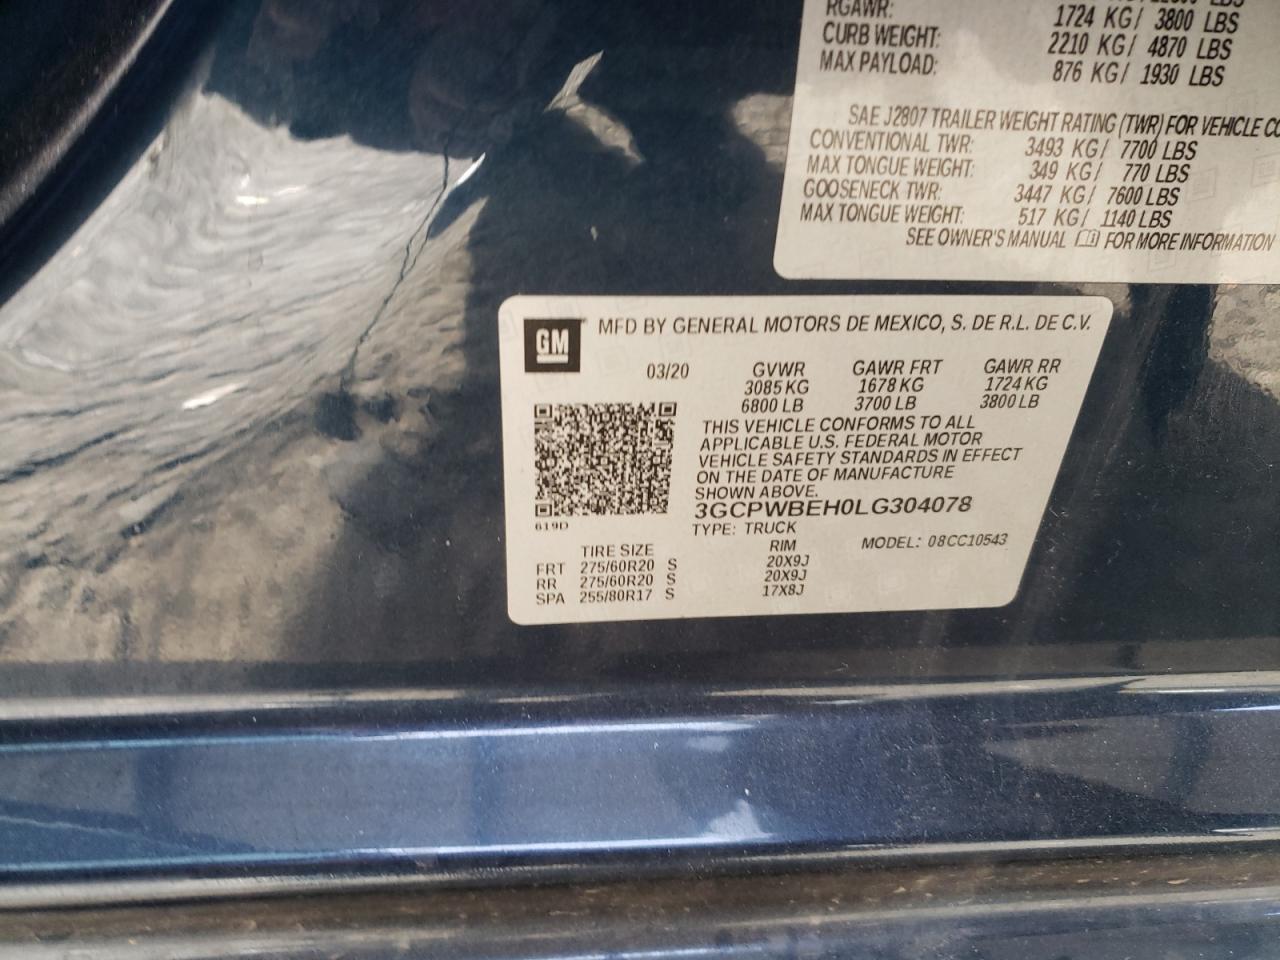 RGAWR: 1724 KG/ 3800 LBS
CURB WEIGHT: 2210 KG/ 4870 LBS
MAX PAYLOAD: 876 KG/ 1930 LBS
SAE J2807 TRAILER WEIGHT RATING (TWR) FOR VEHICLE
CONVENTIONAL TWR: 3493 KG/ 7700 LBS
MAX TONGUE WEIGHT: 349 KG/ 770 LBS
GOOSENECK TWR: 3447 KG/ 7600 LBS
MAX TONGUE WEIGHT: 517 KG/ 1140 LBS
SEE OWNER'S MANUAL FOR MORE INFORMATION
GM MFD BY GENERAL MOTORS DE MEXICO, S. DE R.L. DE C.V.
03/20 GVWR GAWR FRT GAWR RR
3085 KG 1678 KG 1724 KG
6800 LB 3700 LB 3800 LB
THIS VEHICLE CONFORMS TO ALL
APPLICABLE U.S. FEDERAL MOTOR
VEHICLE SAFETY STANDARDS IN EFFECT
ON THE DATE OF MANUFACTURE
SHOWN ABOVE.
3GCPWBEH0LG304078
619D TYPE: TRUCK
MODEL: 08CC10543
TIRE SIZE RIM
FRT 275/60R20 S 20X9J
RR 275/60R20 S 20X9J
SPA 255/80R17 S 17X8J